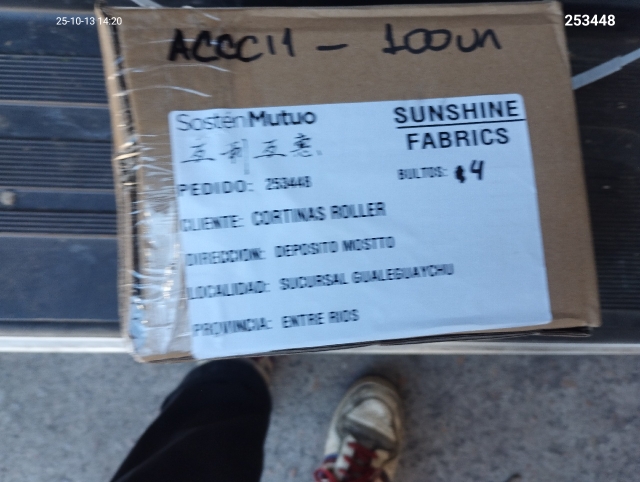 25-10-13 14:20
253448
ACCC11 - 100un
SosténMutuo
SUNSHINE
FABRICS
互利互惠.
PEDIDO: 253448
BULTOS: 4
CLIENTE: CORTINAS ROLLER
DIRECCION: DEPOSITO MOSTTO
LOCALIDAD: SUCURSAL GUALEGUAYCHU
PROVINCIA: ENTRE RIOS